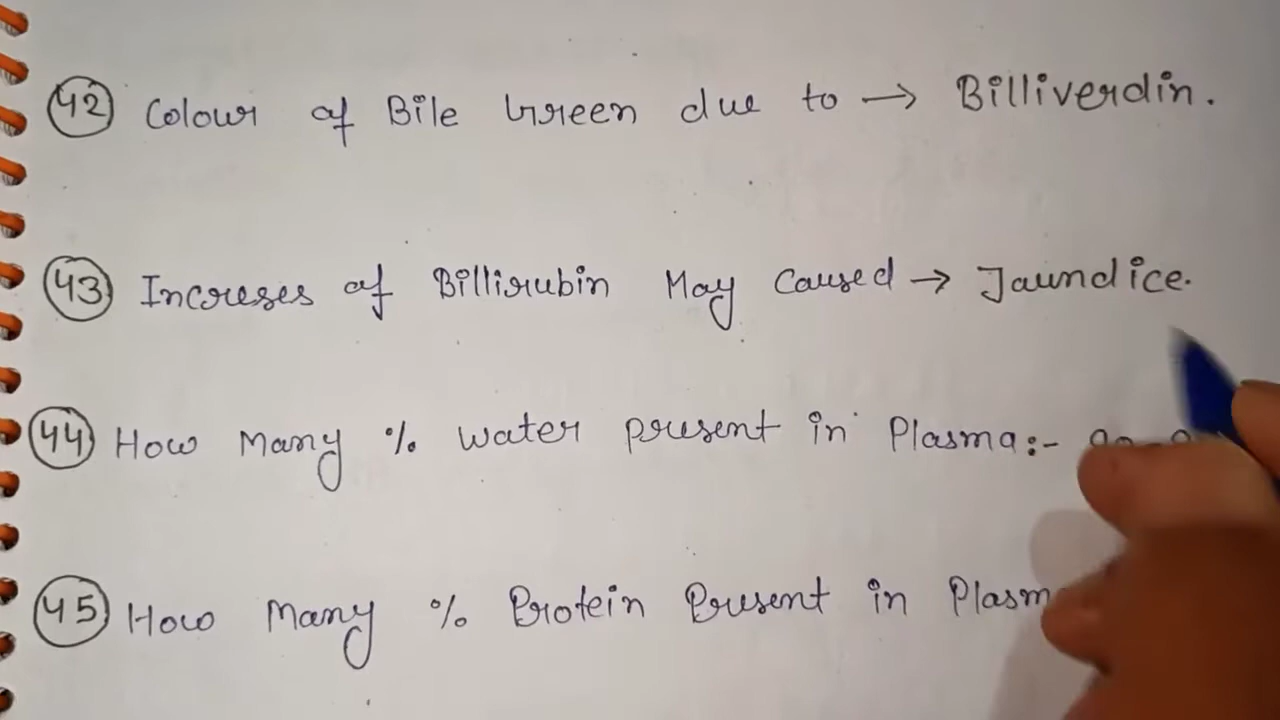 42 Colour of Bile Green due to → Billiverdin.
43 Increses of Billirubin May Caused → Jaundice.
44 How Many % water present in Plasma:-
45 How Many % Protein Present in